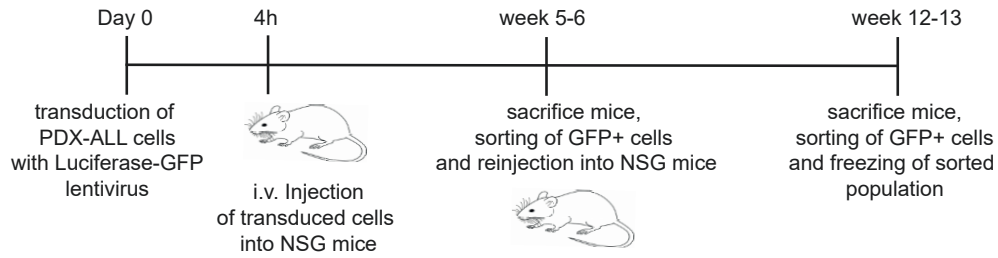 Day 0
4h
week 5-6
week 12-13
transduction of
PDX-ALL cells
with Luciferase-GFP
lentivirus
i.v. Injection
of transduced cells
into NSG mice
sacrifice mice,
sorting of GFP+ cells
and reinjection into NSG mice
sacrifice mice,
sorting of GFP+ cells
and freezing of sorted
population